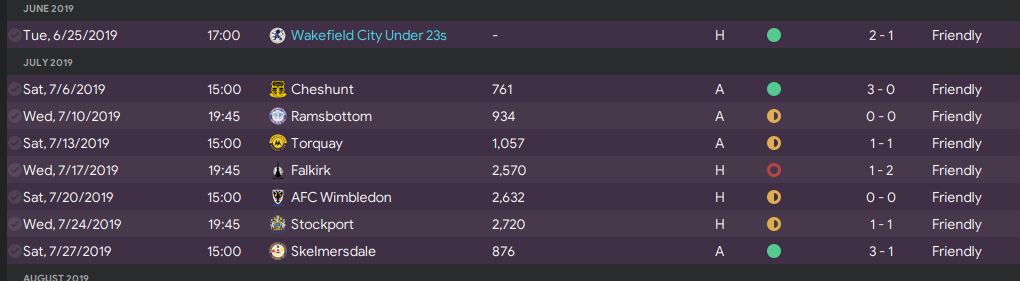 JUNE 2019
Tue, 6/25/2019 17:00 Wakefield City Under 23s - H 2 - 1 Friendly
JULY 2019
Sat, 7/6/2019 15:00 Cheshunt 761 A 3 - 0 Friendly
Wed, 7/10/2019 19:45 Ramsbottom 934 A 0 - 0 Friendly
Sat, 7/13/2019 15:00 Torquay 1,057 A 1 - 1 Friendly
Wed, 7/17/2019 19:45 Falkirk 2,570 H 1 - 2 Friendly
Sat, 7/20/2019 15:00 AFC Wimbledon 2,632 H 0 - 0 Friendly
Wed, 7/24/2019 19:45 Stockport 2,720 H 1 - 1 Friendly
Sat, 7/27/2019 15:00 Skelmersdale 876 A 3 - 1 Friendly
AUGUST 2019